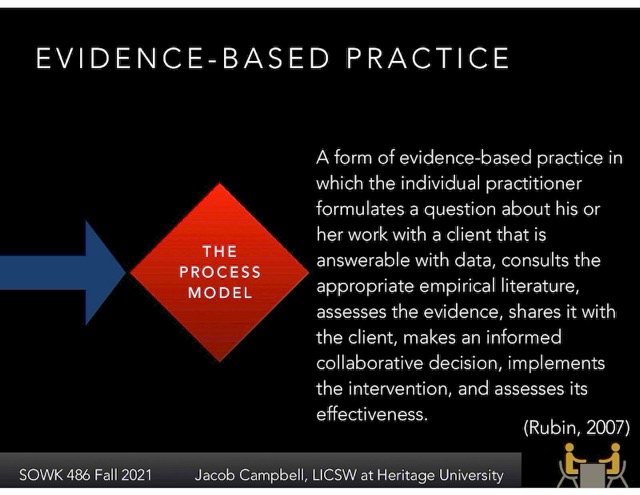 EVIDENCE-BASED PRACTICE
THE
PROCESS
MODEL
A form of evidence-based practice in
which the individual practitioner
formulates a question about his or
her work with a client that is
answerable with data, consults the
appropriate empirical literature,
assesses the evidence, shares it with
the client, makes an informed
collaborative decision, implements
the intervention, and assesses its
effectiveness.
(Rubin, 2007)
SOWK 486 Fall 2021 Jacob Campbell, LICSW at Heritage University